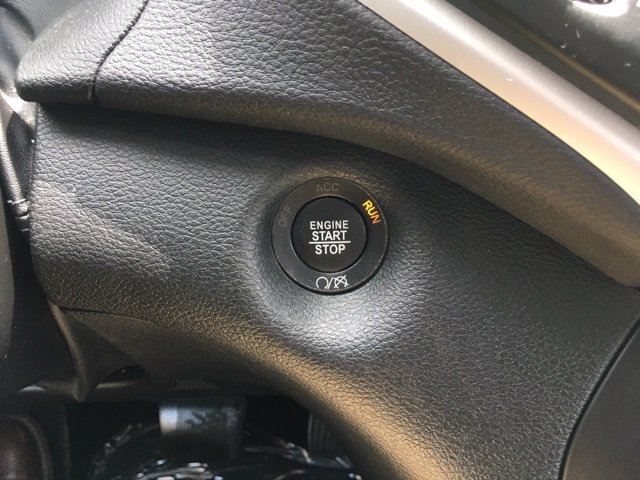 ACC
OFF
RUN
ENGINE
START
STOP